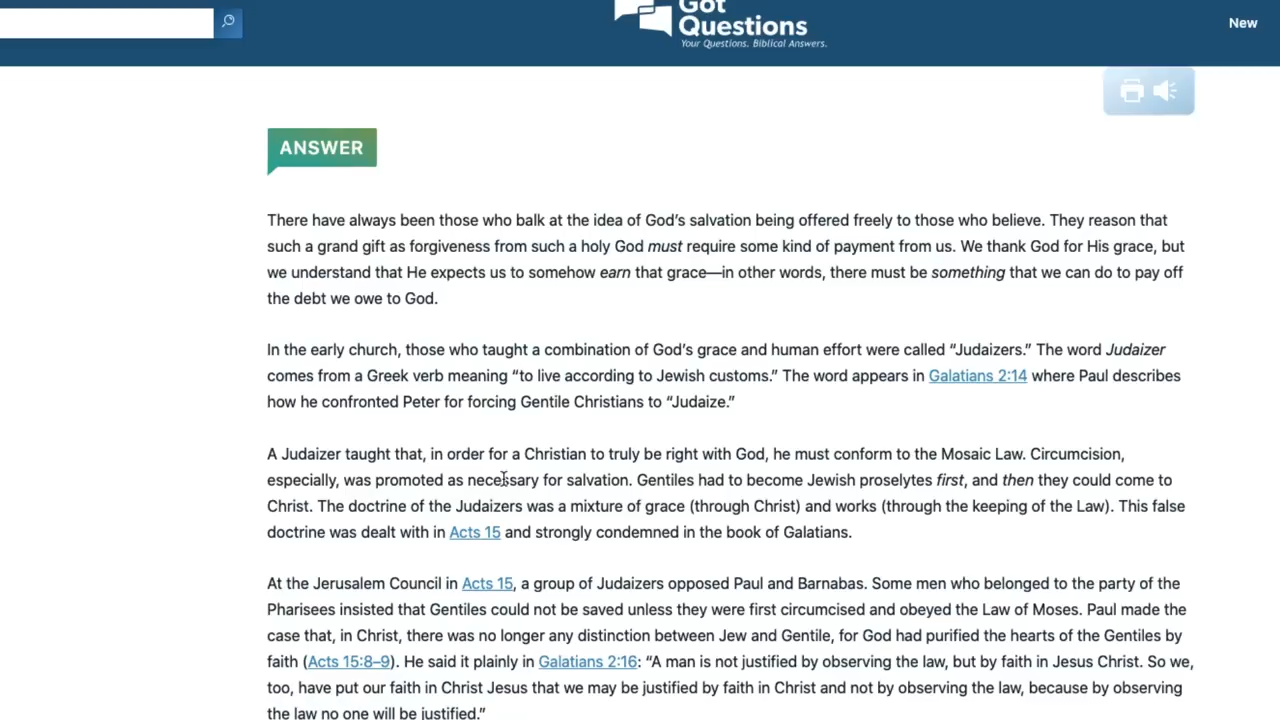 Got
Questions
Your Questions. Biblical Answers.
New
ANSWER
There have always been those who balk at the idea of God’s salvation being offered freely to those who believe. They reason that
such a grand gift as forgiveness from such a holy God must require some kind of payment from us. We thank God for His grace, but
we understand that He expects us to somehow earn that grace—in other words, there must be something that we can do to pay off
the debt we owe to God.
In the early church, those who taught a combination of God’s grace and human effort were called “Judaizers.” The word Judaizer
comes from a Greek verb meaning “to live according to Jewish customs.” The word appears in Galatians 2:14 where Paul describes
how he confronted Peter for forcing Gentile Christians to “Judaize.”
A Judaizer taught that, in order for a Christian to truly be right with God, he must conform to the Mosaic Law. Circumcision,
especially, was promoted as necessary for salvation. Gentiles had to become Jewish proselytes first, and then they could come to
Christ. The doctrine of the Judaizers was a mixture of grace (through Christ) and works (through the keeping of the Law). This false
doctrine was dealt with in Acts 15 and strongly condemned in the book of Galatians.
At the Jerusalem Council in Acts 15, a group of Judaizers opposed Paul and Barnabas. Some men who belonged to the party of the
Pharisees insisted that Gentiles could not be saved unless they were first circumcised and obeyed the Law of Moses. Paul made the
case that, in Christ, there was no longer any distinction between Jew and Gentile, for God had purified the hearts of the Gentiles by
faith (Acts 15:8–9). He said it plainly in Galatians 2:16: “A man is not justified by observing the law, but by faith in Jesus Christ. So we,
too, have put our faith in Christ Jesus that we may be justified by faith in Christ and not by observing the law, because by observing
the law no one will be justified.”